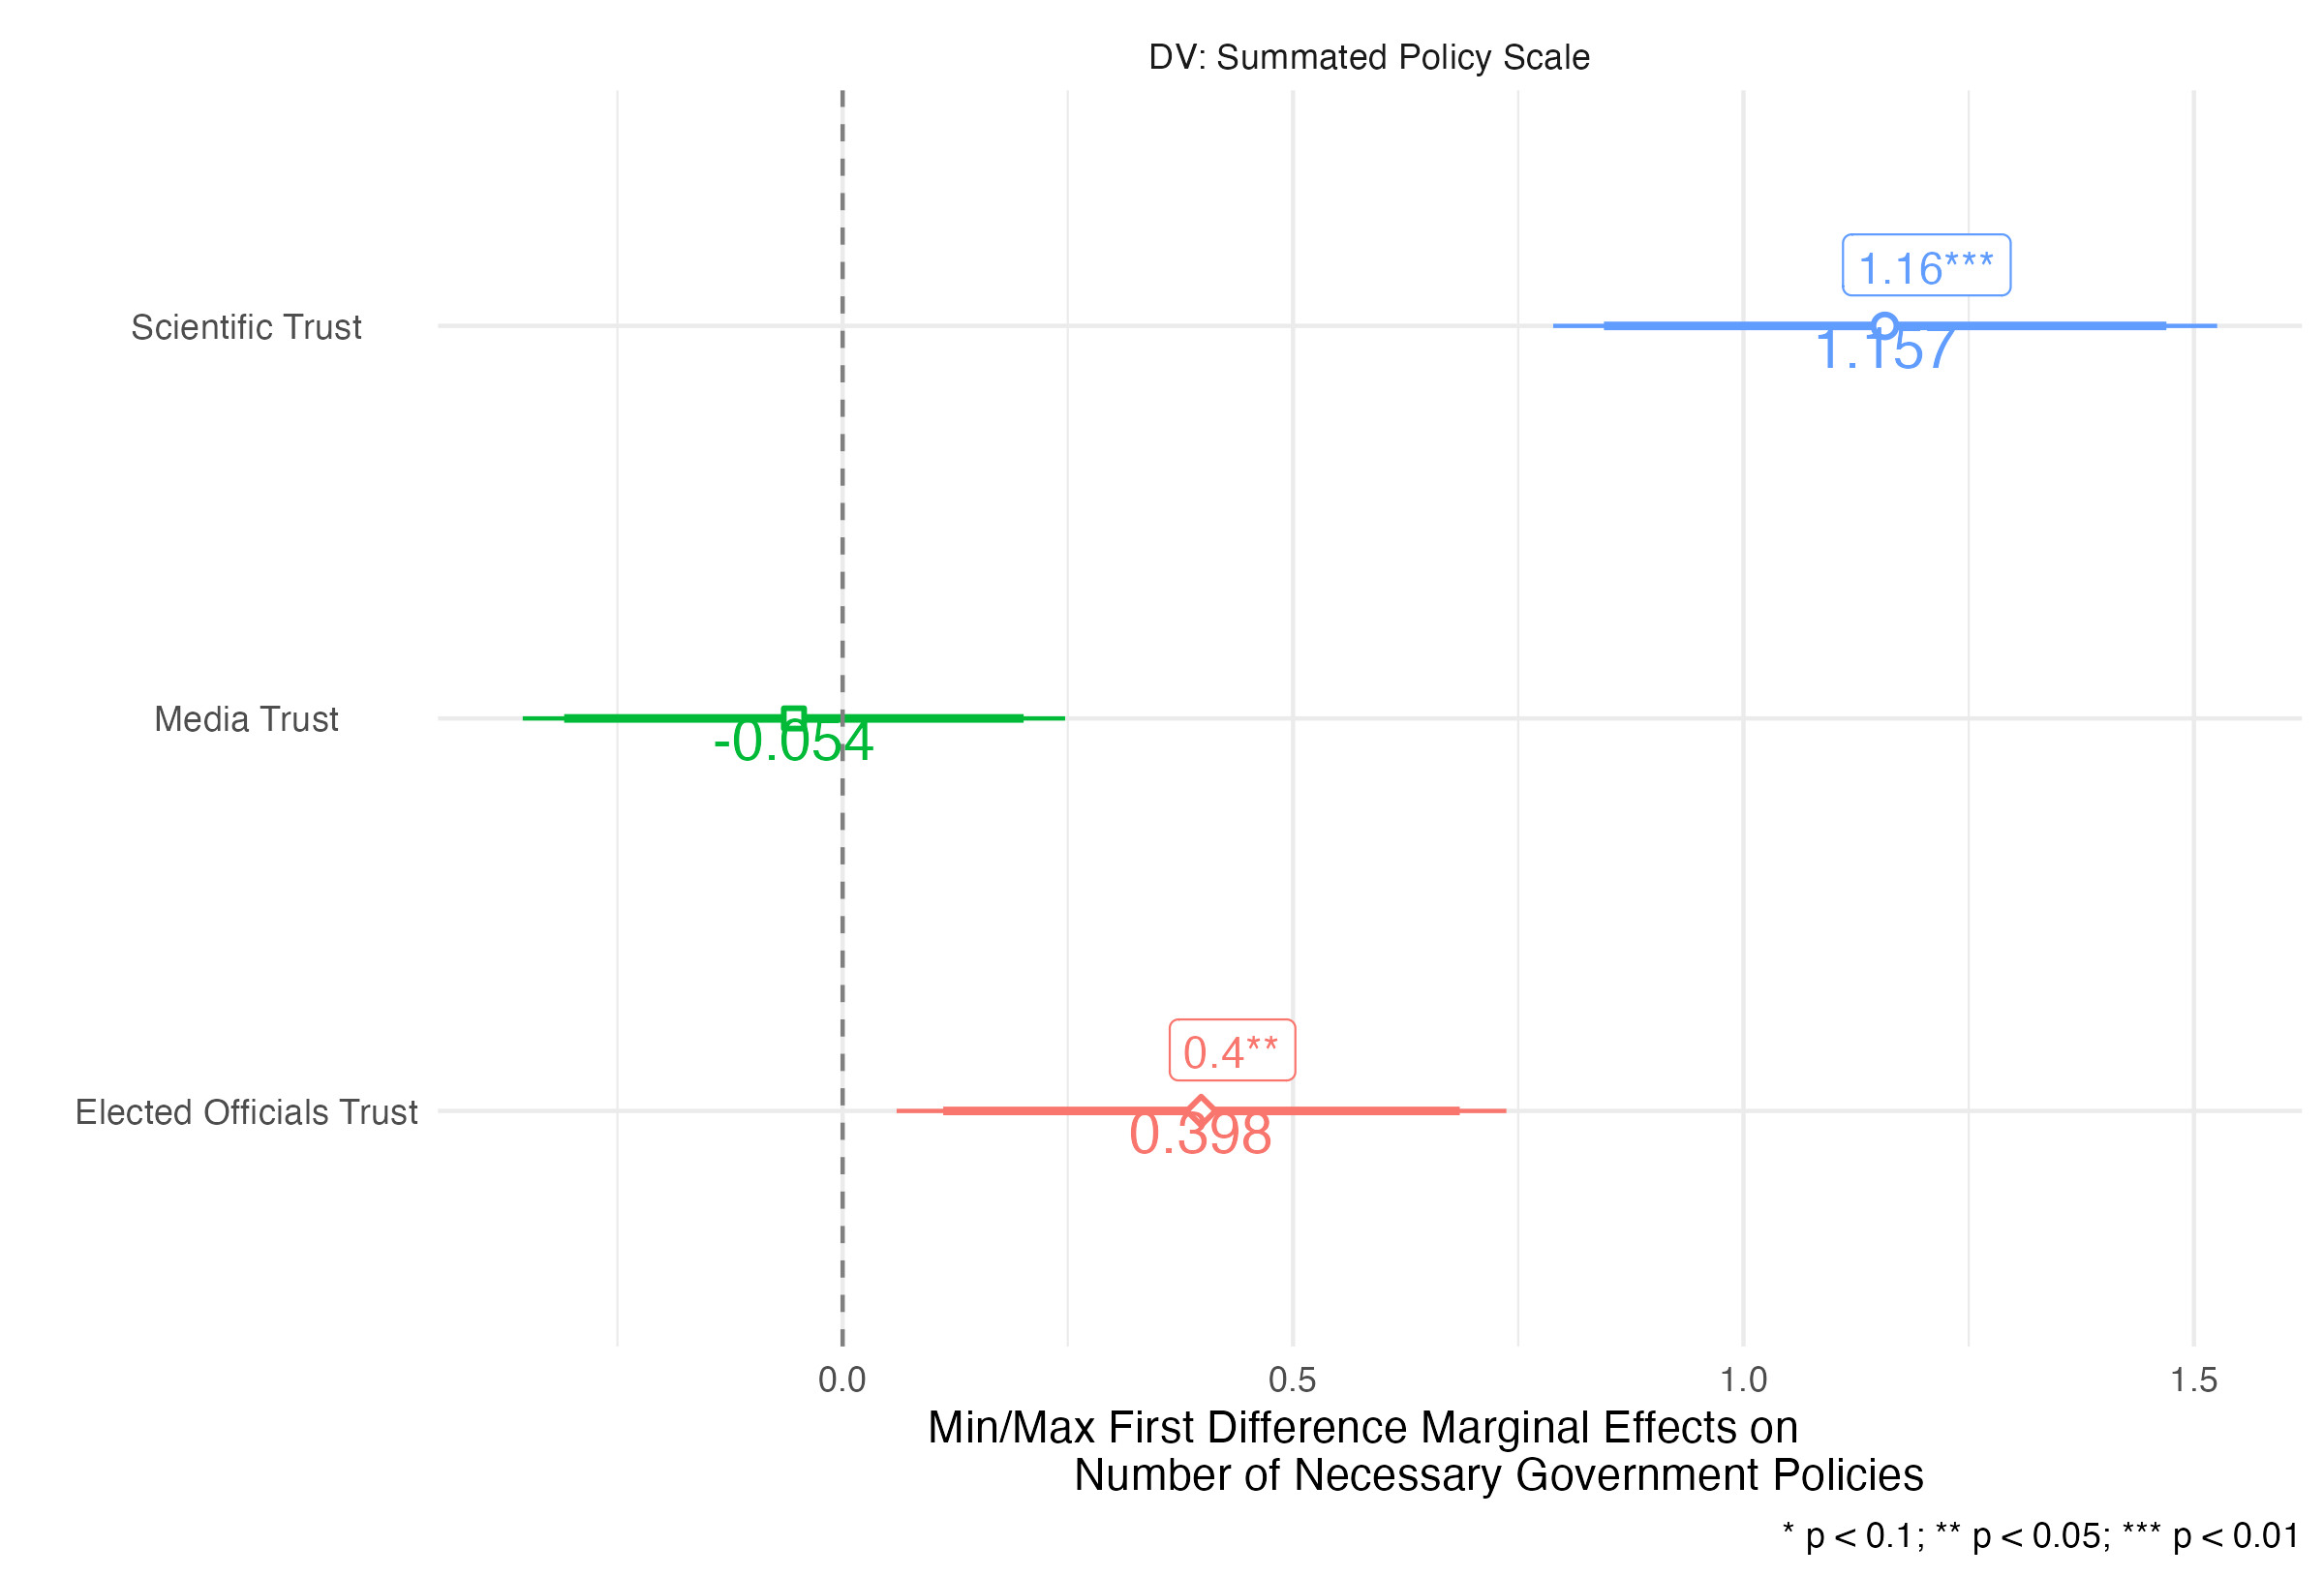 DV: Summated Policy Scale
1.16***
Scientific Trust
1.157
Media Trust
-0.054
0.4**
Elected Officials Trust
0.398
0.0 0.5 1.0 1.5
Min/Max First Difference Marginal Effects on
Number of Necessary Government Policies
* p < 0.1; ** p < 0.05; *** p < 0.01